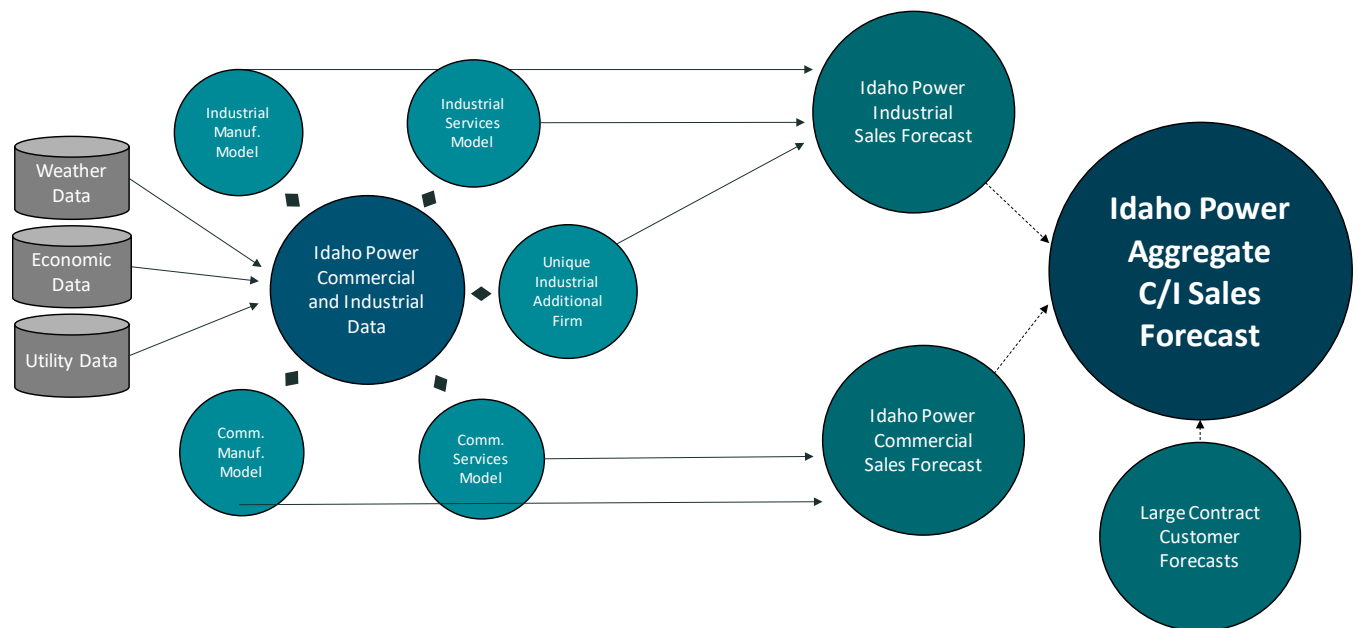 Weather
Data
Economic
Data
Utility Data
Industrial
Manuf.
Model
Industrial
Services
Model
Idaho Power
Commercial
and Industrial
Data
Unique
Industrial
Additional
Firm
Comm.
Manuf.
Model
Comm.
Services
Model
Idaho Power
Industrial
Sales Forecast
Idaho Power
Commercial
Sales Forecast
Idaho Power
Aggregate
C/I Sales
Forecast
Large Contract
Customer
Forecasts